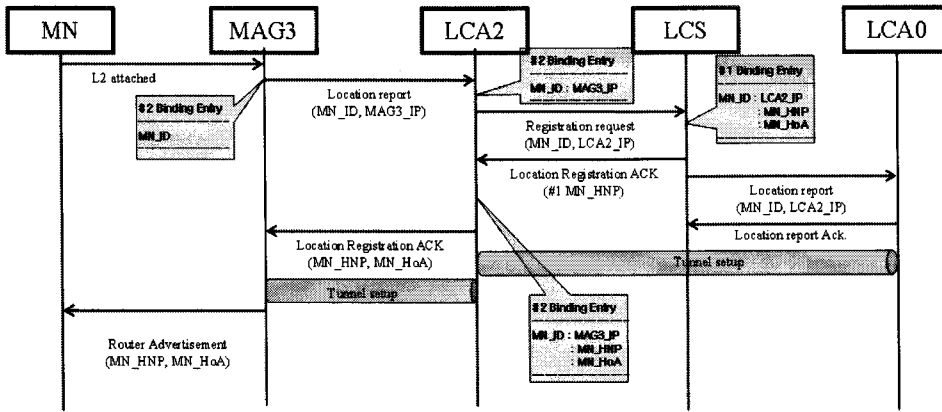 MN MAG3 LCA2 LCS LCA0
L2 attached
#2 Binding Entry
MN_ID
Location report
(MN_ID, MAG3_IP)
#2 Binding Entry
MN_ID : MAG3_IP
Registration request
(MN_ID, LCA2_IP)
#1 Binding Entry
MN_ID : LCA2_IP
: MN_HNP
: MN_HoA
Location Registration ACK
(#1 MN_HNP)
Location report
(MN_ID, LCA2_IP)
Location report Ack.
Location Registration ACK
(MN_HNP, MN_HoA)
Tunnel setup
Tunnel setup
#2 Binding Entry
MN_ID : MAG3_IP
: MN_HNP
: MN_HoA
Router Advertisement
(MN_HNP, MN_HoA)